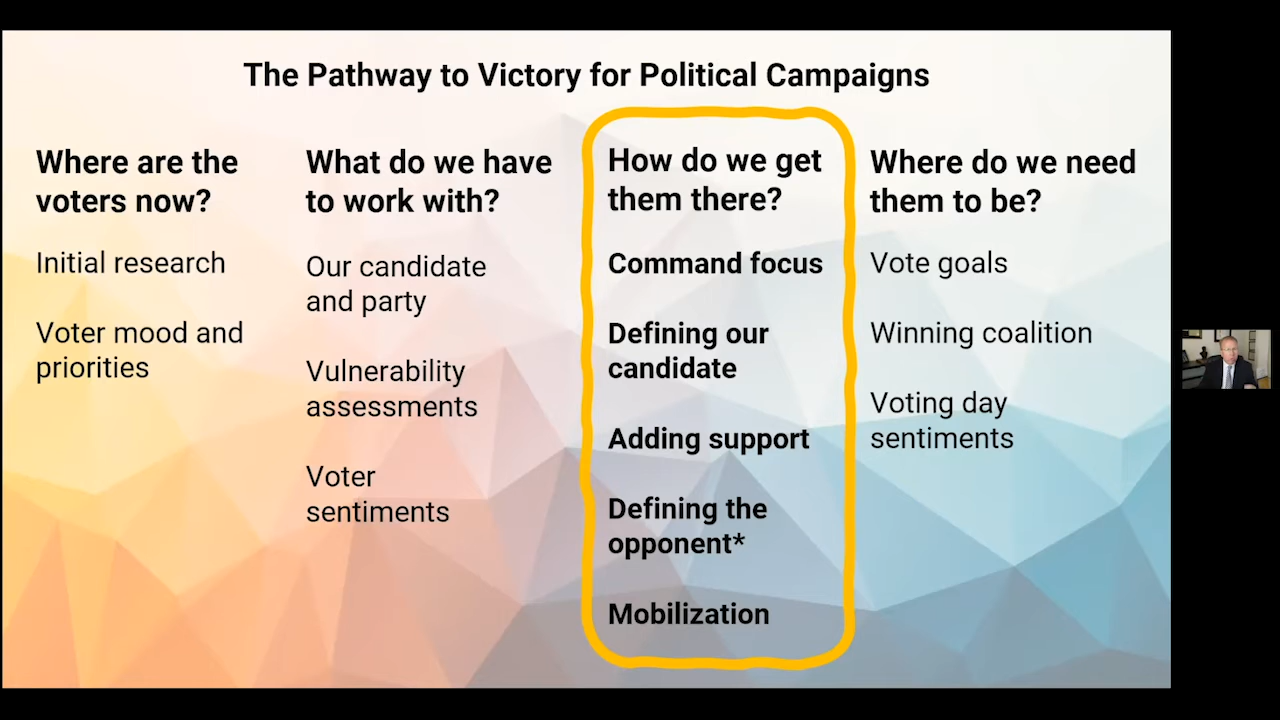 The Pathway to Victory for Political Campaigns
Where are the
voters now?
Initial research
Voter mood and
priorities
What do we have
to work with?
Our candidate
and party
Vulnerability
assessments
Voter
sentiments
How do we get
them there?
Command focus
Defining our
candidate
Adding support
Defining the
opponent*
Mobilization
Where do we need
them to be?
Vote goals
Winning coalition
Voting day
sentiments